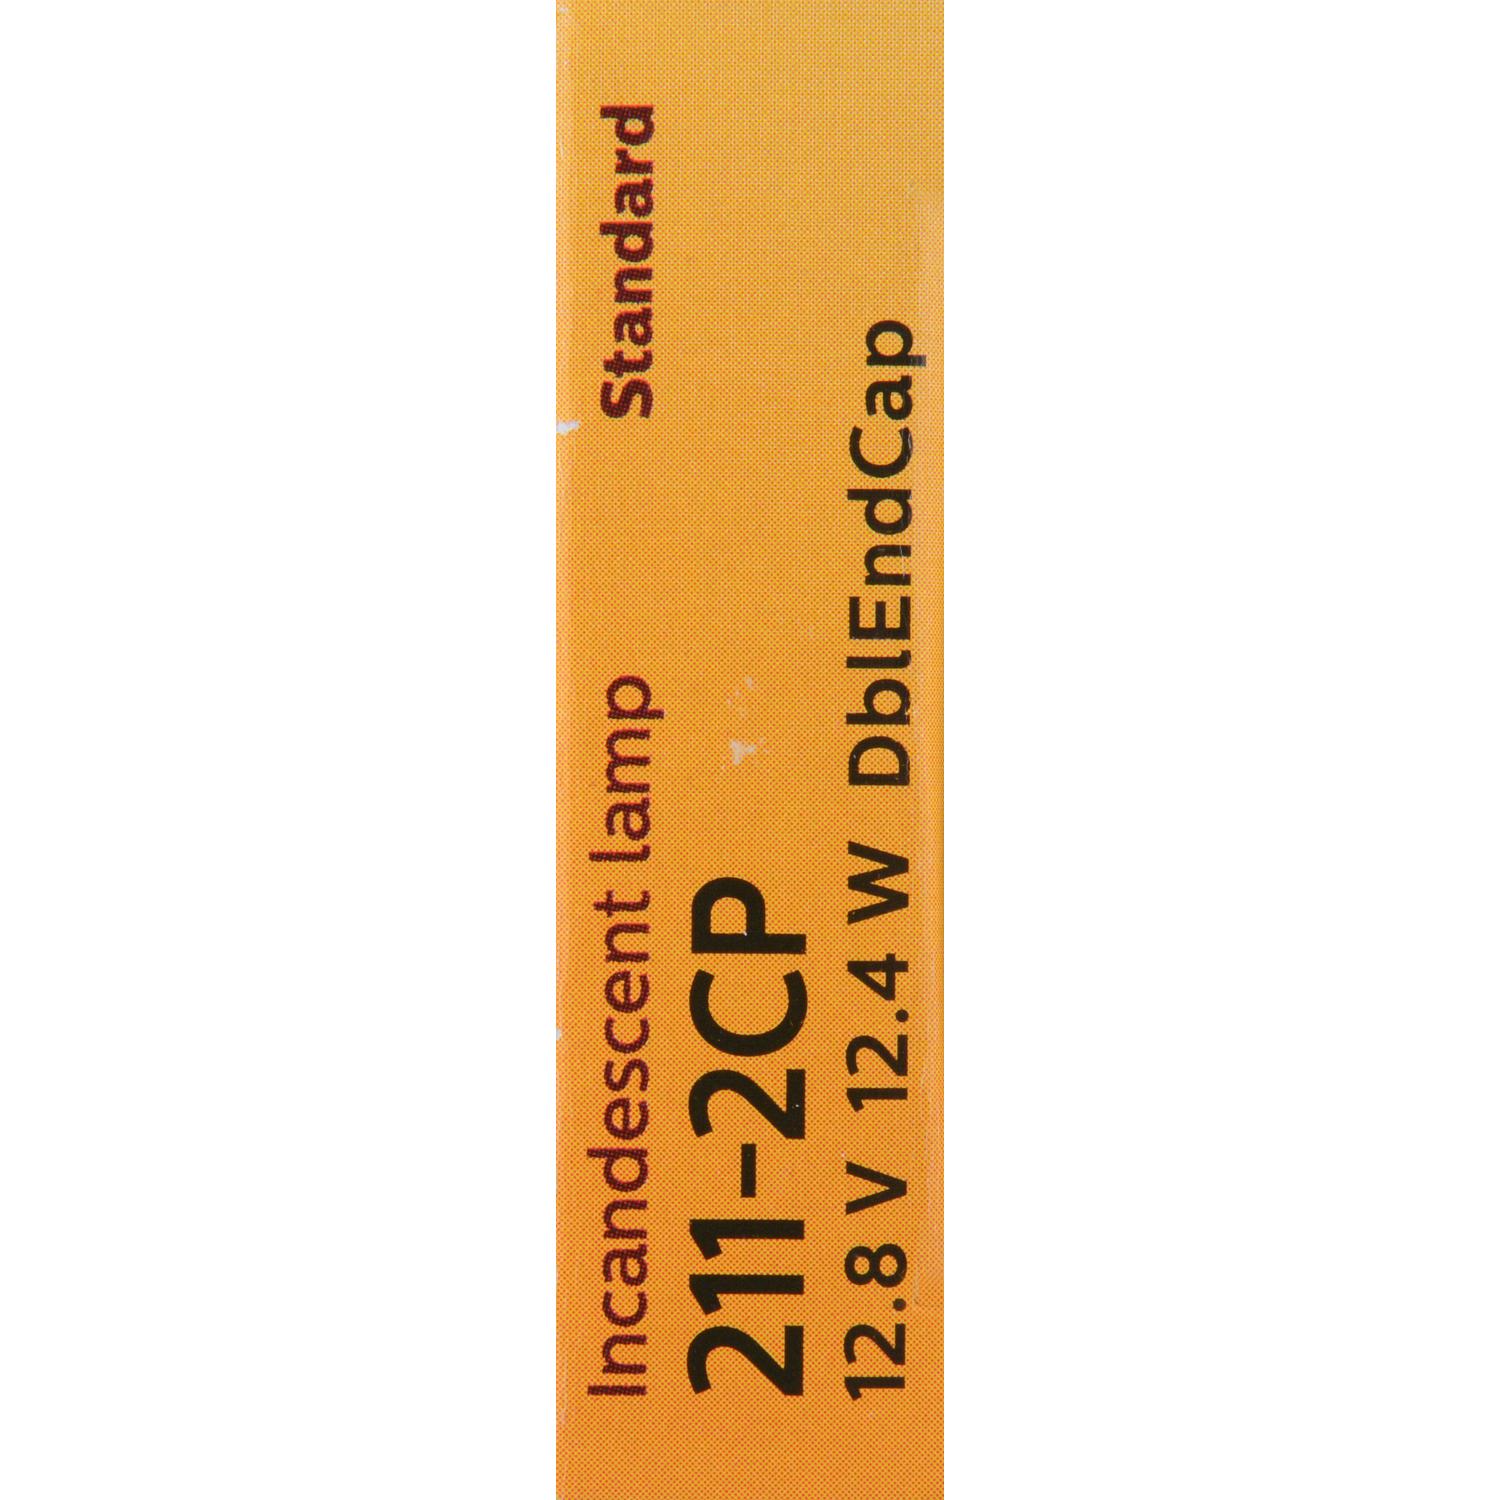 Incandescent lamp Standard
211-2CP
12.8 V 12.4 W DblEndCap